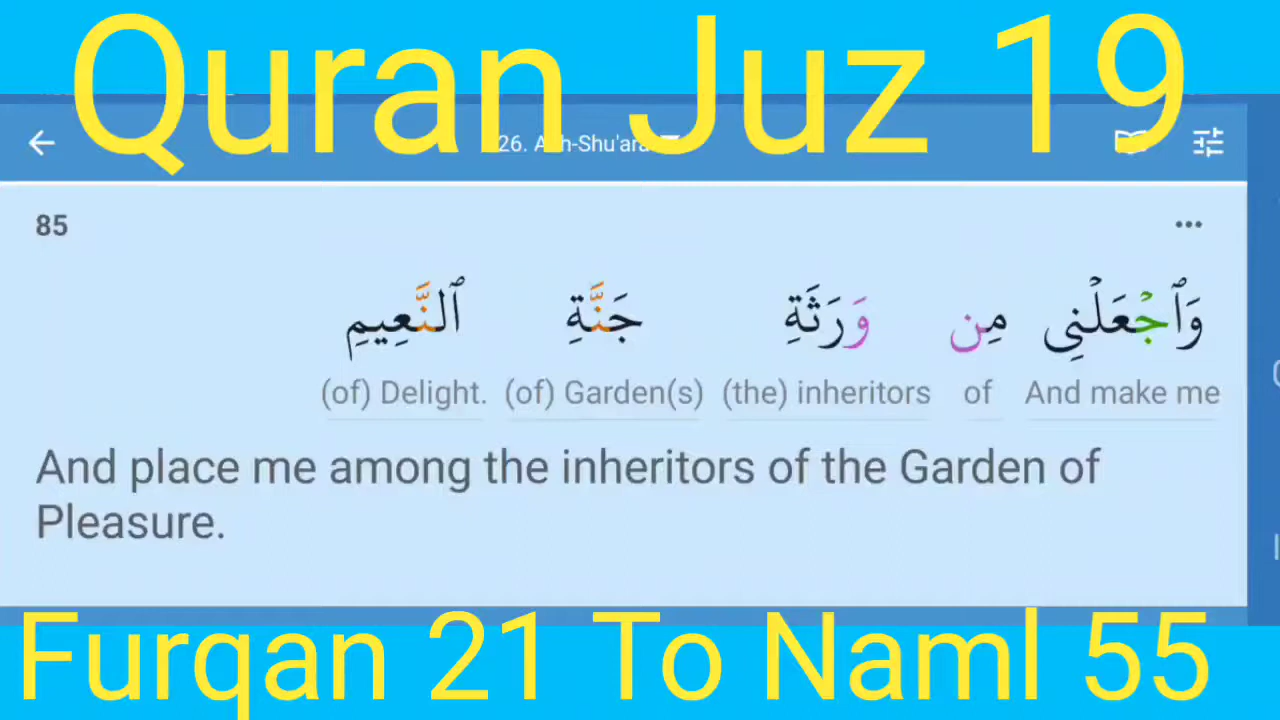 Quran Juz 19
26. Ash-Shu'ara
85
وَٱجْعَلْنِى مِن وَرَثَةِ جَنَّةِ ٱلنَّعِيمِ
(of) Delight. (of) Garden(s) (the) inheritors of And make me
And place me among the inheritors of the Garden of
Pleasure.
Furqan 21 To Naml 55